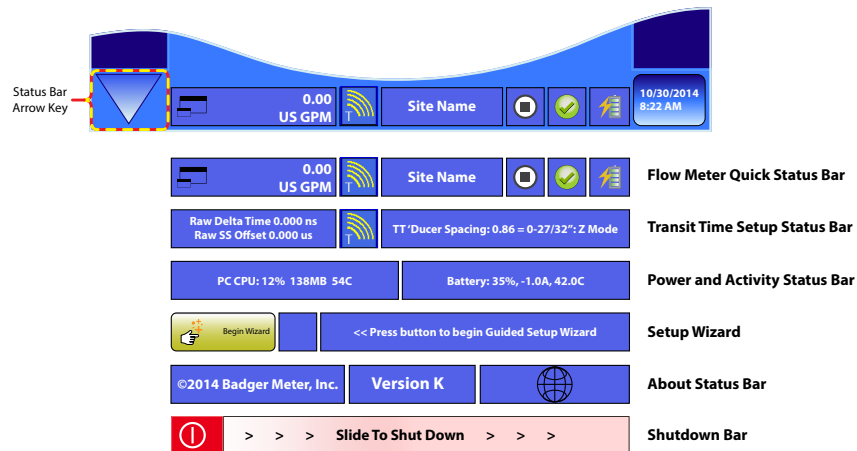 Status Bar
Arrow Key
0.00
US GPM
T
Site Name
10/30/2014
8:22 AM
0.00
US GPM
T
Site Name
Flow Meter Quick Status Bar
Raw Delta Time 0.000 ns
Raw SS Offset 0.000 us
T
TT ‘Ducer Spacing: 0.86 = 0-27/32”: Z Mode
Transit Time Setup Status Bar
PC CPU: 12% 138MB 54C
Battery: 35%, -1.0A, 42.0C
Power and Activity Status Bar
Begin Wizard
<< Press button to begin Guided Setup Wizard
Setup Wizard
©2014 Badger Meter, Inc.
Version K
About Status Bar
> > > Slide To Shut Down > > >
Shutdown Bar